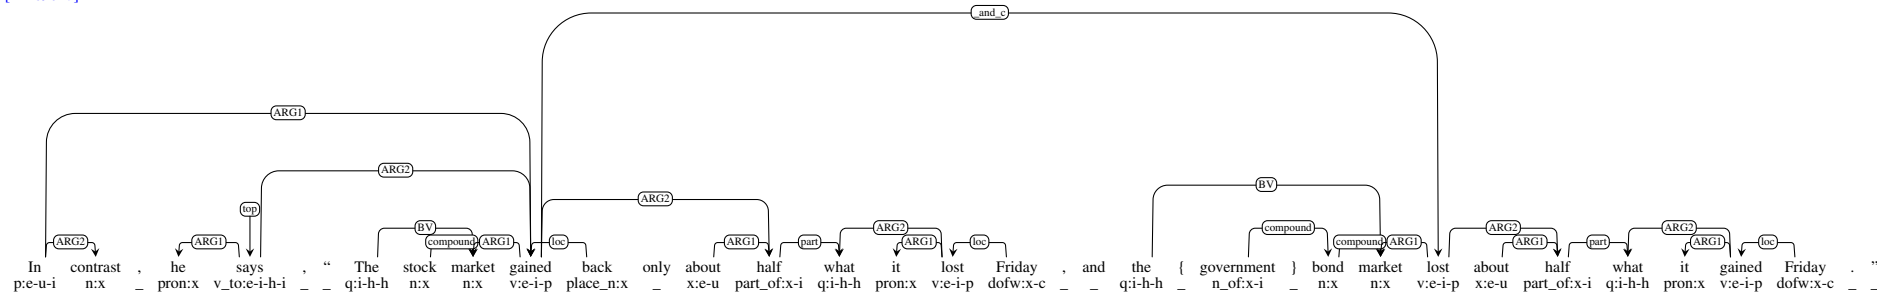 _and_c
ARG1
ARG2
ARG2
BV
top
BV
ARG2 ARG1 compound ARG1 loc ARG1 part ARG2 ARG1 loc compound compound ARG1 ARG2 ARG1 part ARG2 ARG1 loc
In contrast , he says , “ The stock market gained back only about half what it lost Friday , and the { government } bond market lost about half what it gained Friday . ”
p:e-u-i n:x _ pron:x v_to:e-i-h-i _ _ q:i-h-h n:x n:x v:e-i-p place_n:x _ x:e-u part_of:x-i q:i-h-h pron:x v:e-i-p dofw:x-c _ _ q:i-h-h _ n_of:x-i _ n:x n:x v:e-i-p x:e-u part_of:x-i q:i-h-h pron:x v:e-i-p dofw:x-c _ _